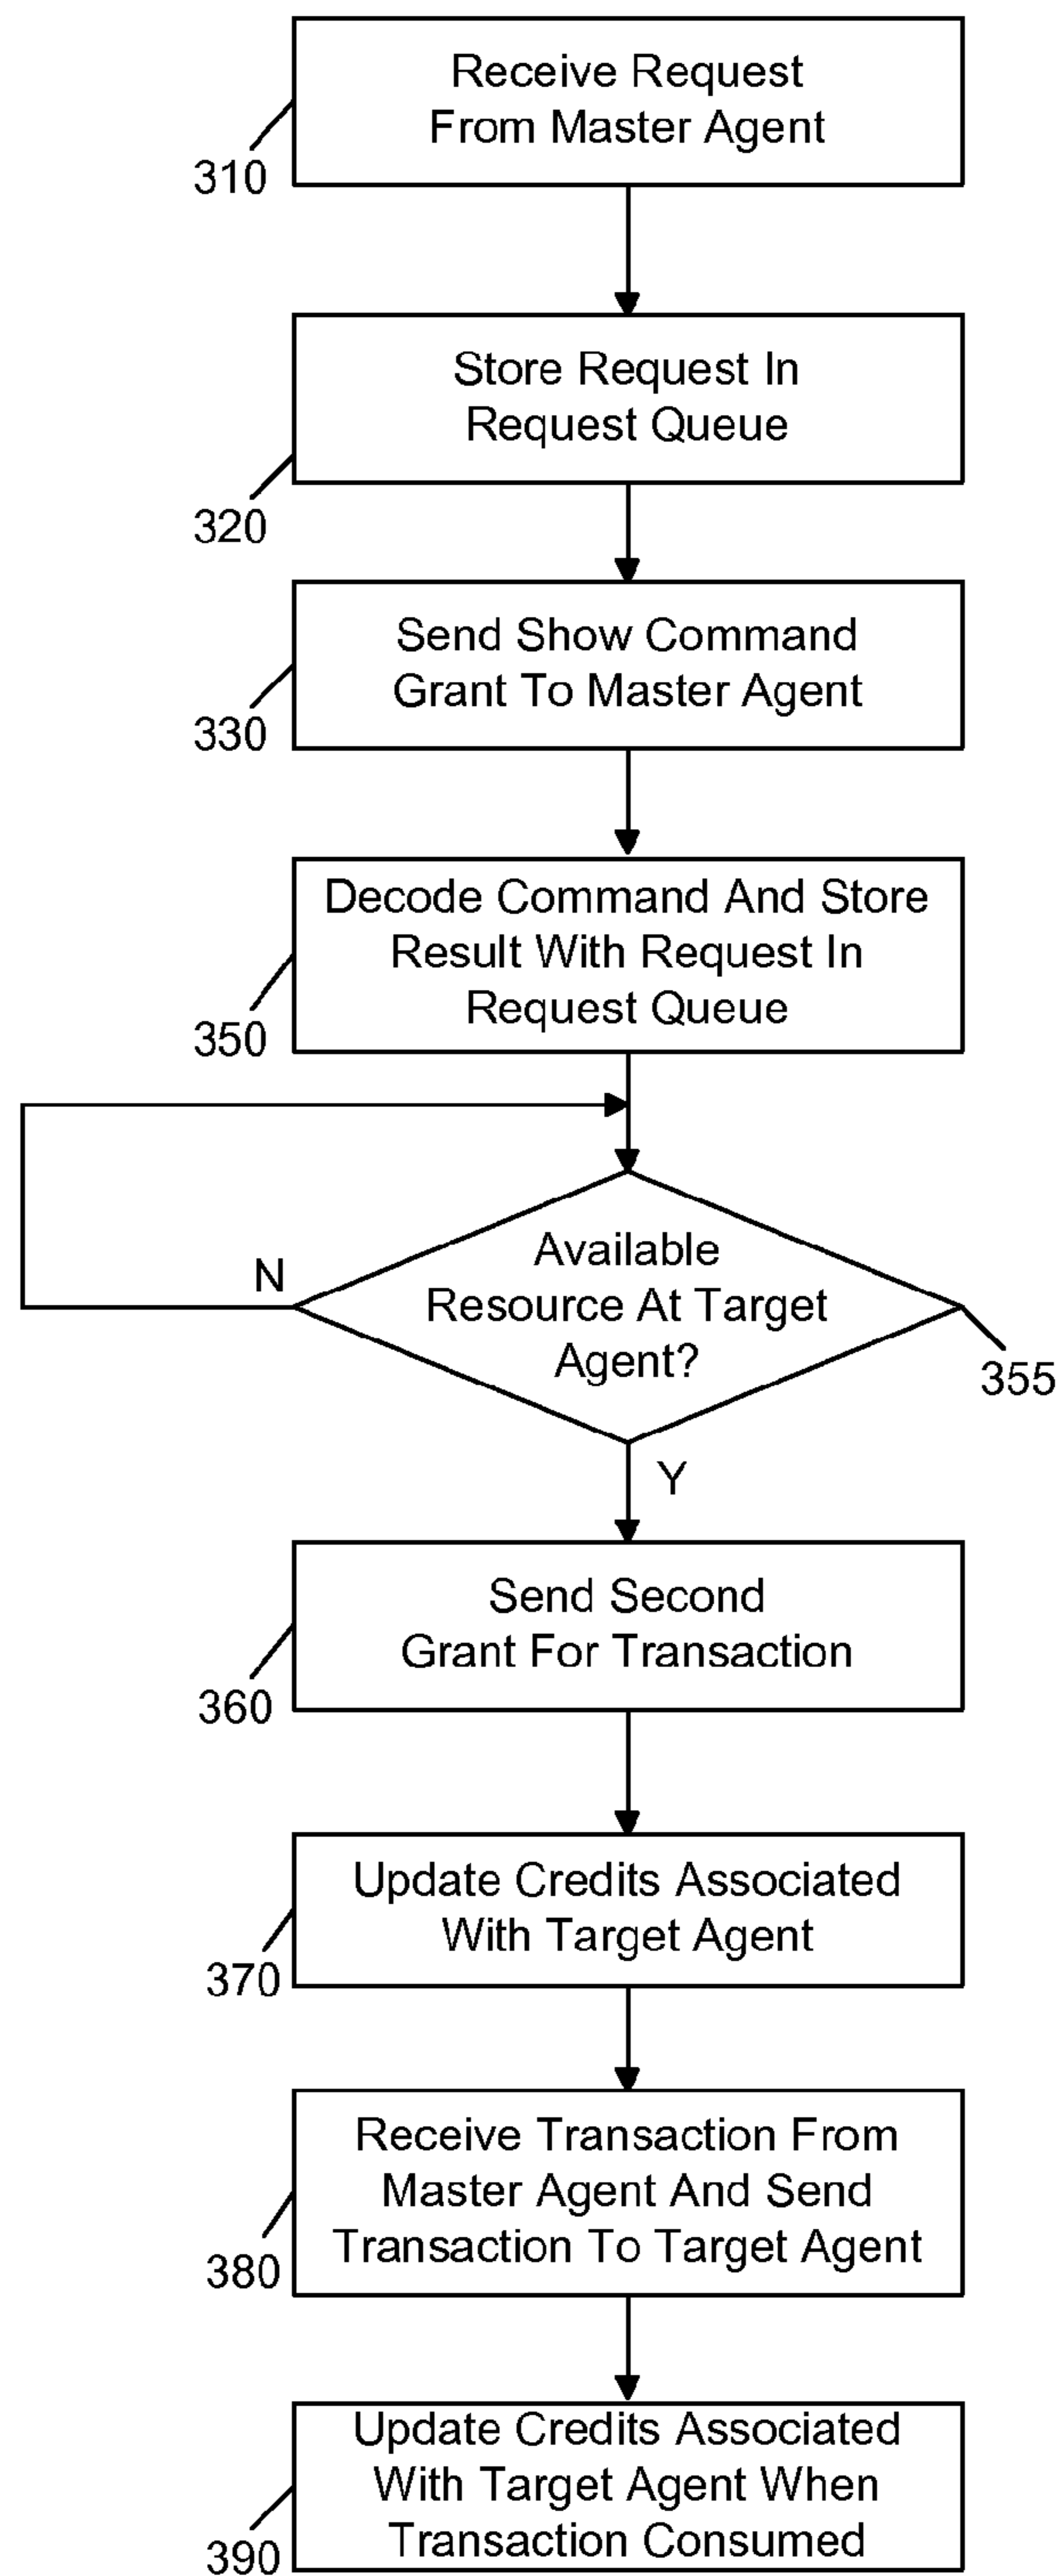 Receive Request
From Master Agent
310
Store Request In
Request Queue
320
Send Show Command
Grant To Master Agent
330
Decode Command And Store
Result With Request In
Request Queue
350
N
Available
Resource At Target
Agent?
355
Y
Send Second
Grant For Transaction
360
Update Credits Associated
With Target Agent
370
Receive Transaction From
Master Agent And Send
Transaction To Target Agent
380
Update Credits Associated
With Target Agent When
Transaction Consumed
390